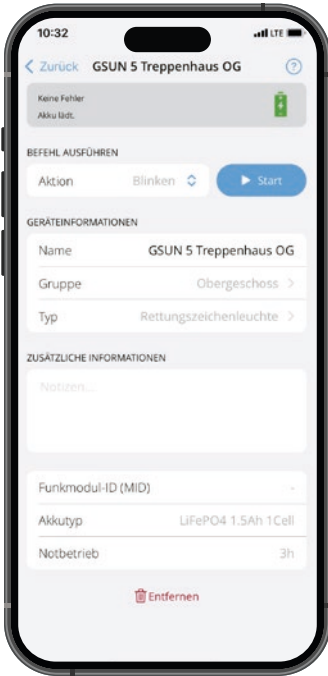 10:32 LTE
Zurück GSUN 5 Treppenhaus OG ?
Keine Fehler
Akku lädt.
BEFEHL AUSFÜHREN
Aktion Blinken Start
GERÄTEINFORMATIONEN
Name GSUN 5 Treppenhaus OG
Gruppe Obergeschoss
Typ Rettungszeichenleuchte
ZUSÄTZLICHE INFORMATIONEN
Notizen...
Funkmodul-ID (MID) -
Akkutyp LiFePO4 1.5Ah 1Cell
Notbetrieb 3h
Entfernen